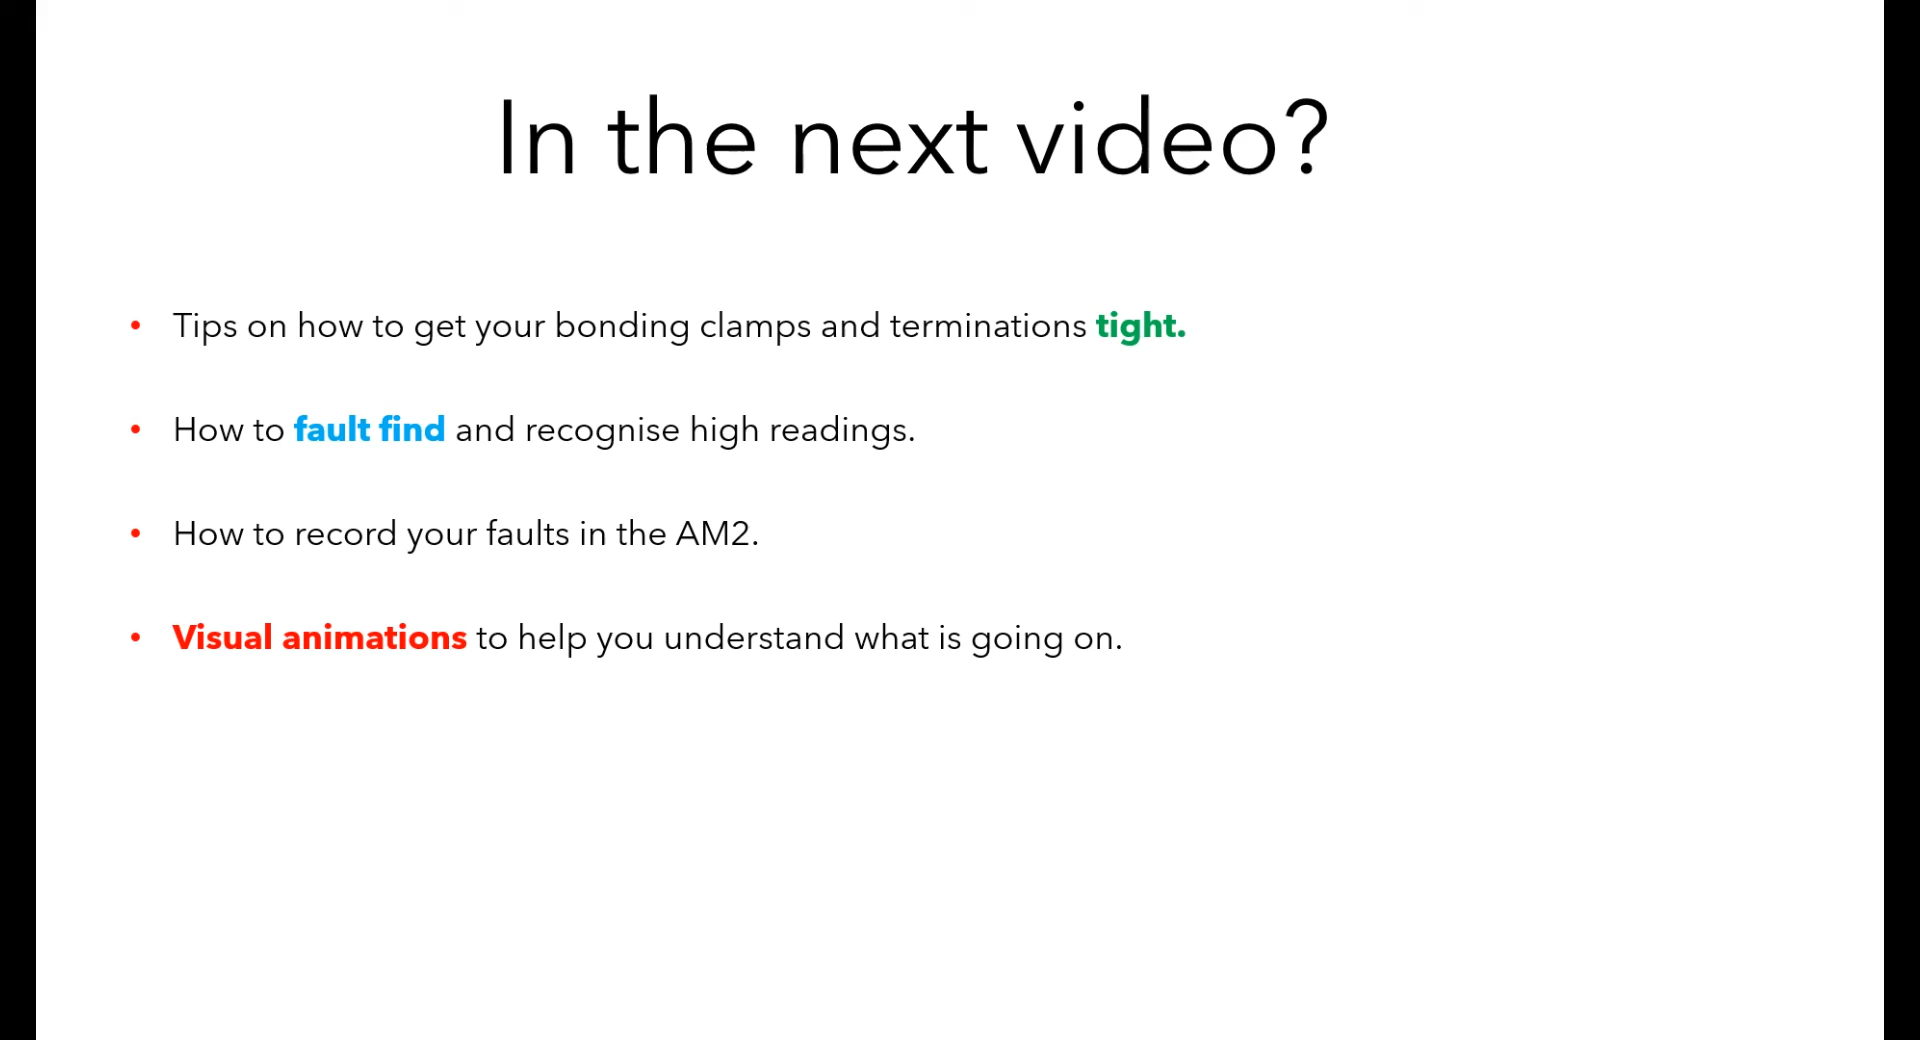 In the next video?
• Tips on how to get your bonding clamps and terminations tight.
• How to fault find and recognise high readings.
• How to record your faults in the AM2.
• Visual animations to help you understand what is going on.